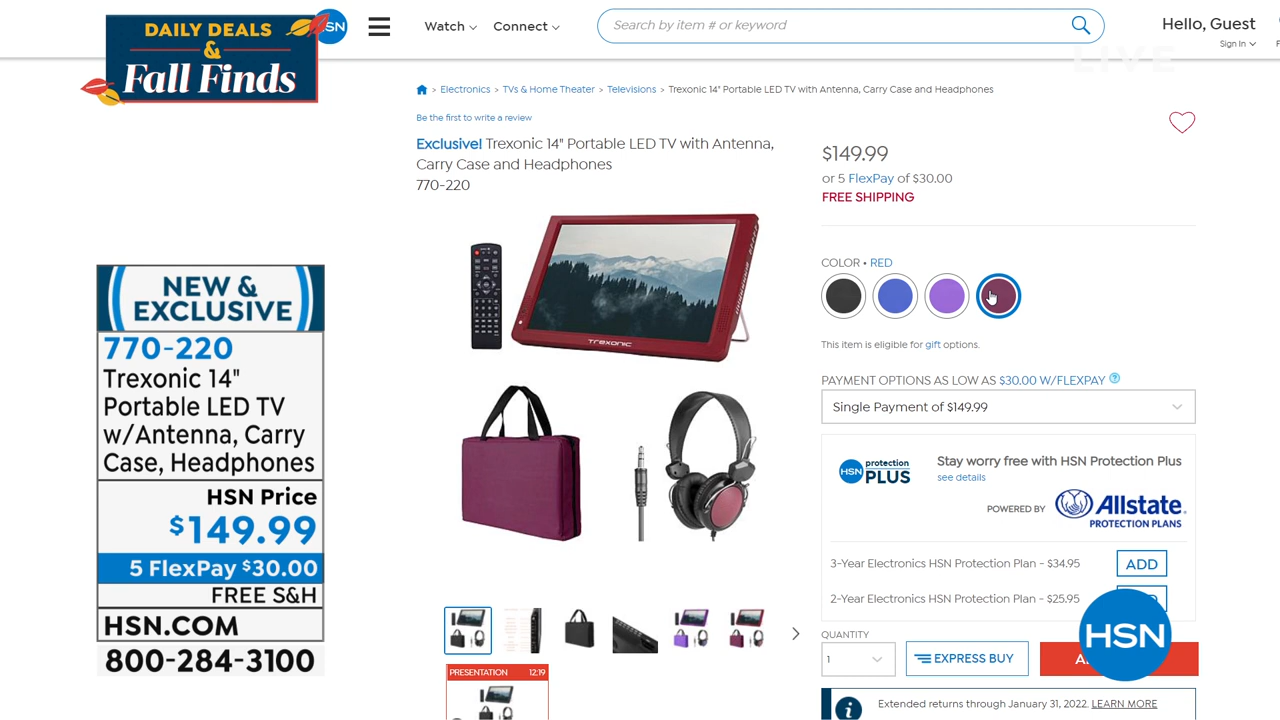 DAILY DEALS
&
Fall Finds
HSN
Watch
Connect
Search by item # or keyword
Hello, Guest
Sign In
LIVE
> Electronics > TVs & Home Theater > Televisions > Trexonic 14" Portable LED TV with Antenna, Carry Case and Headphones
Be the first to write a review
Exclusive! Trexonic 14" Portable LED TV with Antenna,
Carry Case and Headphones
770-220
TREXONIC
$149.99
or 5 FlexPay of $30.00
FREE SHIPPING
COLOR • RED
This item is eligible for gift options.
PAYMENT OPTIONS AS LOW AS $30.00 W/FLEXPAY ?
Single Payment of $149.99
HSN protection PLUS
Stay worry free with HSN Protection Plus
see details
POWERED BY Allstate.
PROTECTION PLANS
3-Year Electronics HSN Protection Plan - $34.95 ADD
2-Year Electronics HSN Protection Plan - $25.95
QUANTITY
1
EXPRESS BUY
HSN
Extended returns through January 31, 2022. LEARN MORE
PRESENTATION 12:19
NEW &
EXCLUSIVE
770-220
Trexonic 14"
Portable LED TV
w/Antenna, Carry
Case, Headphones
HSN Price
$149.99
5 FlexPay $30.00
FREE S&H
HSN.COM
800-284-3100